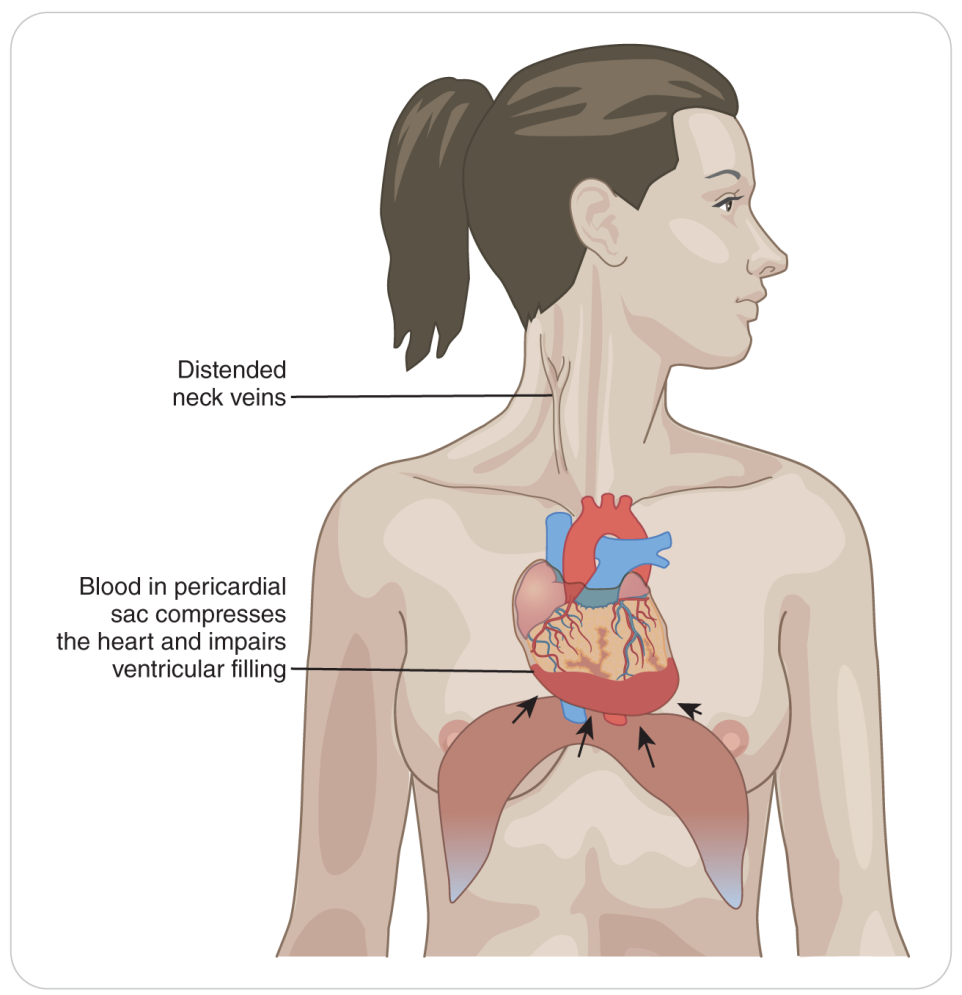 Distended
neck veins
Blood in pericardial
sac compresses
the heart and impairs
ventricular filling